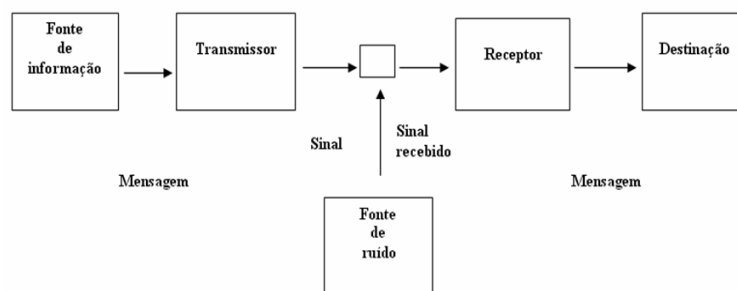 Fonte
de
informação
Transmissor
Receptor
Destinação
Sinal
Sinal
recebido
Mensagem
Mensagem
Fonte
de
ruído